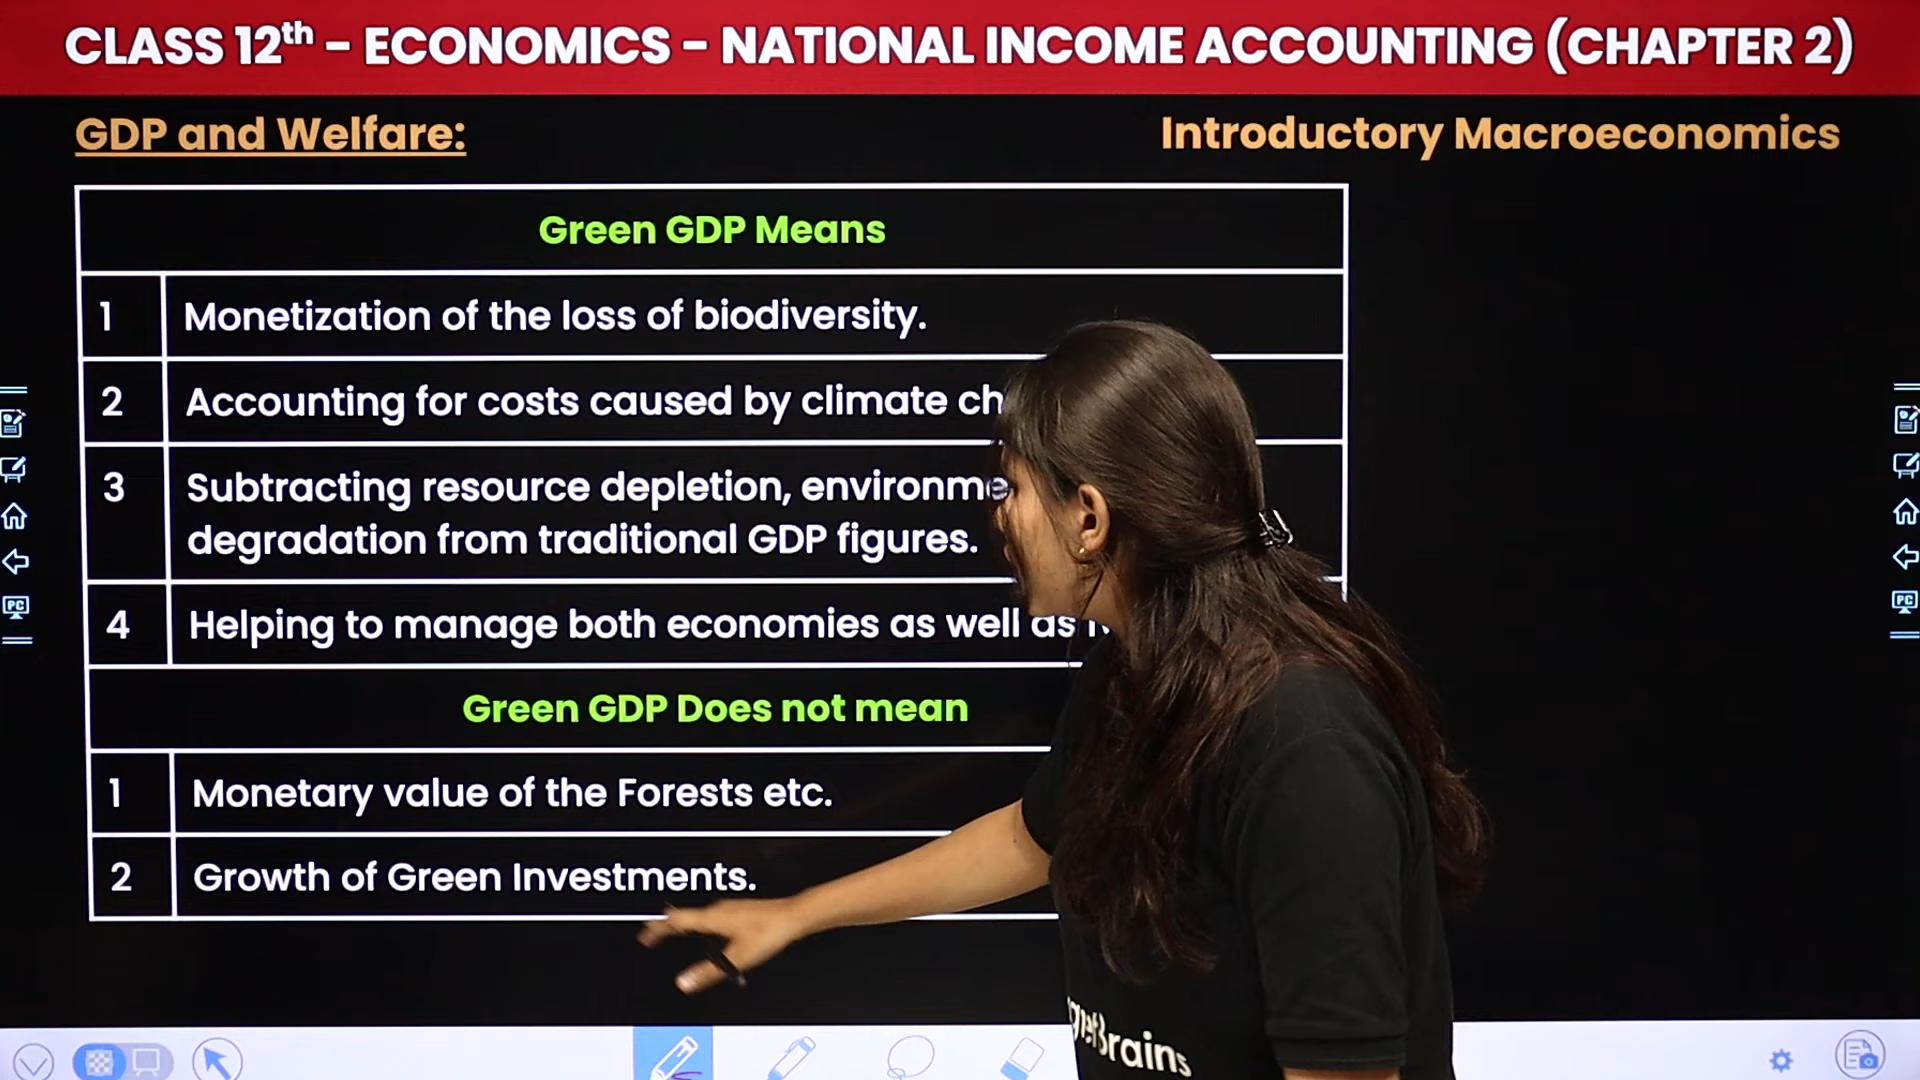 CLASS 12th – ECONOMICS – NATIONAL INCOME ACCOUNTING (CHAPTER 2)
GDP and Welfare:
Introductory Macroeconomics
Green GDP Means
1 Monetization of the loss of biodiversity.
2 Accounting for costs caused by climate
3 Subtracting resource depletion,
degradation from traditional GDP figures.
4 Helping to manage both economies as well as
Green GDP Does not mean
1 Monetary value of the Forests etc.
2 Growth of Green Investments.
PC
PC
Brains